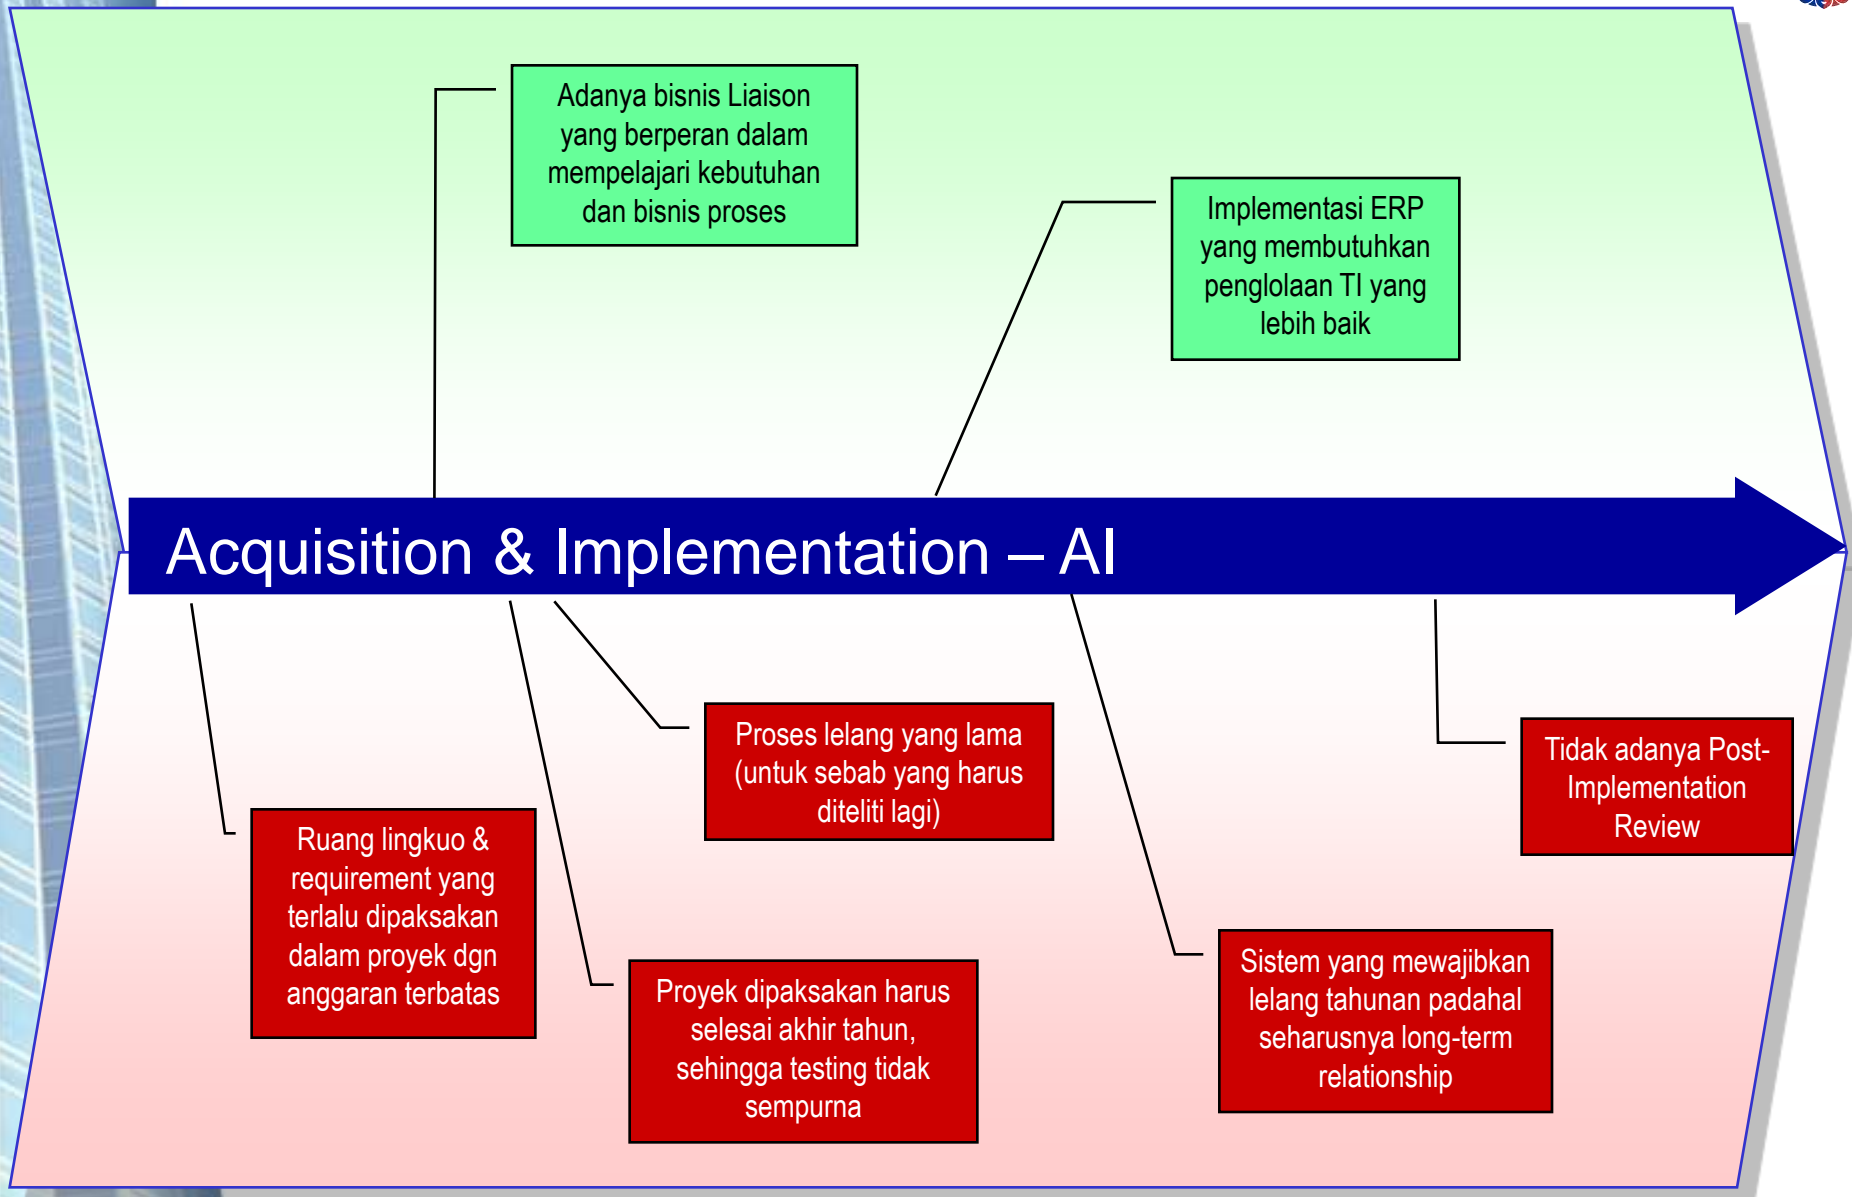 Adanya bisnis Liaison
yang berperan dalam
mempelajari kebutuhan
dan bisnis proses
Implementasi ERP
yang membutuhkan
penglolaan TI yang
lebih baik
Acquisition & Implementation – AI
Proses lelang yang lama
(untuk sebab yang harus
diteliti lagi)
Tidak adanya Post-
Implementation
Review
Ruang lingkuo &
requirement yang
terlalu dipaksakan
dalam proyek dgn
anggaran terbatas
Proyek dipaksakan harus
selesai akhir tahun,
sehingga testing tidak
sempurna
Sistem yang mewajibkan
lelang tahunan padahal
seharusnya long-term
relationship